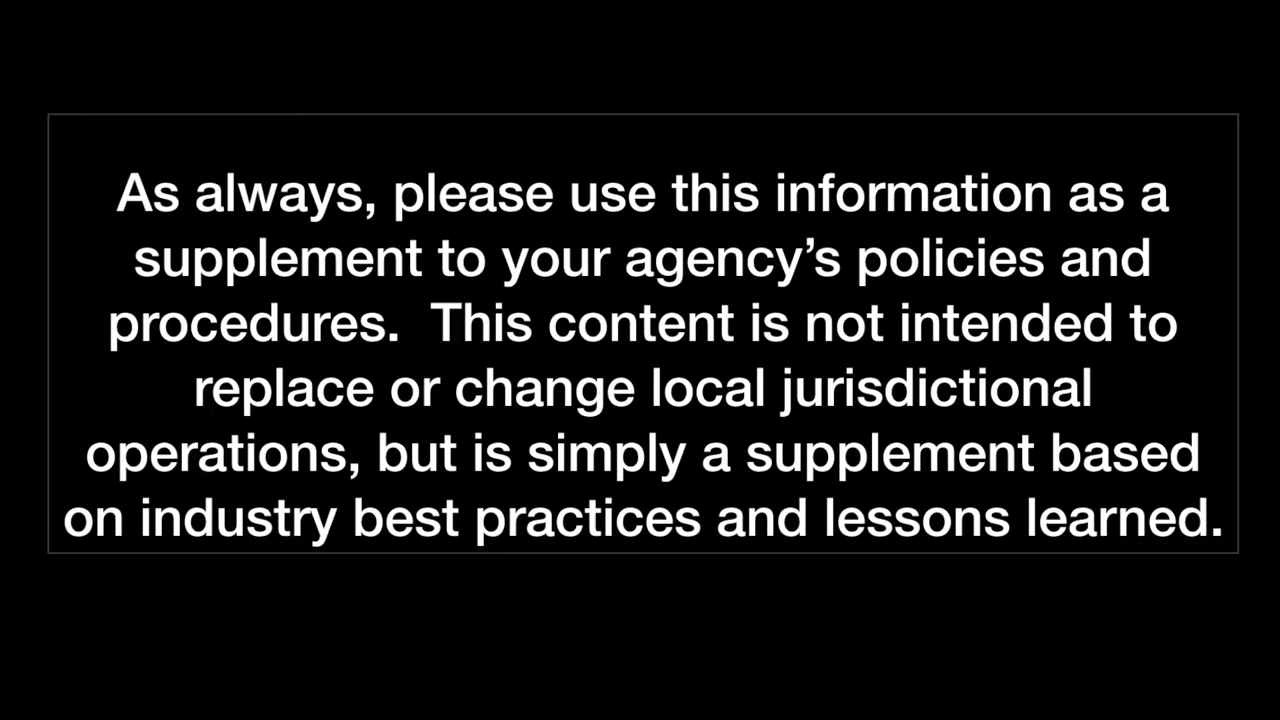 As always, please use this information as a
supplement to your agency’s policies and
procedures.  This content is not intended to
replace or change local jurisdictional
operations, but is simply a supplement based
on industry best practices and lessons learned.